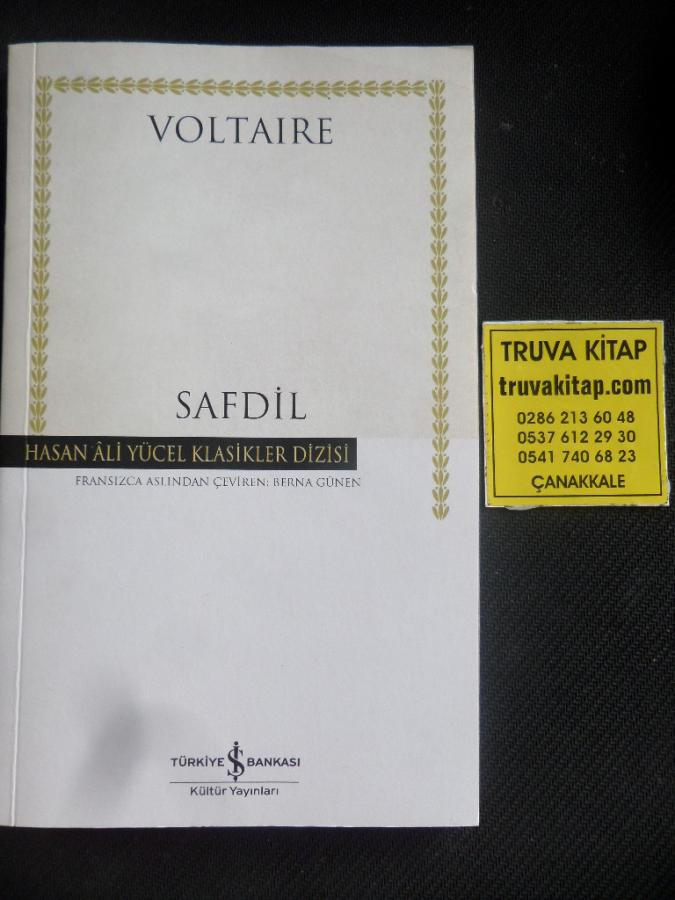 VOLTAIRE
SAFDİL
HASAN ÂLİ YÜCEL KLASİKLER DİZİSİ
FRANSIZCA ASLINDAN ÇEVİREN: BERNA GÜNEN
TÜRKİYE İŞ BANKASI
Kültür Yayınları
TRUVA KİTAP
truvakitap.com
0286 213 60 48
0537 612 29 30
0541 740 68 23
ÇANAKKALE